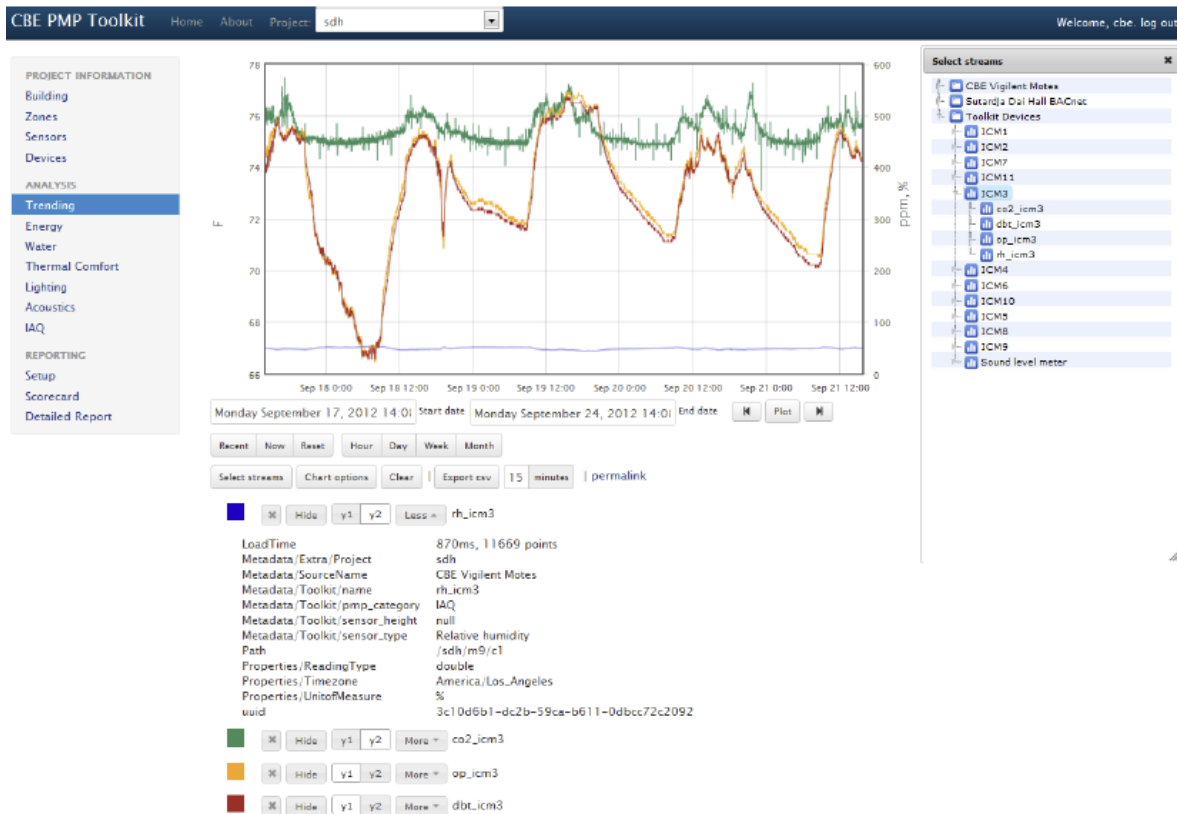 CBE PMP Toolkit Home About Project: sdh Welcome, cbe. log out
PROJECT INFORMATION
Building
Zones
Sensors
Devices
ANALYSIS
Trending
Energy
Water
Thermal Comfort
Lighting
Acoustics
IAQ
REPORTING
Setup
Scorecard
Detailed Report
78
76
74
72
70
68
66
F
600
500
400
300
200
100
0
ppm, %
Sep 18 0:00 Sep 18 12:00 Sep 19 0:00 Sep 19 12:00 Sep 20 0:00 Sep 20 12:00 Sep 21 0:00 Sep 21 12:00
Monday September 17, 2012 14:0 Start date Monday September 24, 2012 14:0 End date Plot
Recent Now Reset Hour Day Week Month
Select streams Chart options Clear | Export csv 15 minutes | permalink
Hide y1 y2 Less rh_icm3
LoadTime 870ms, 11669 points
Metadata/Extra/Project sdh
Metadata/SourceName CBE Vigilent Motes
Metadata/Toolkit/name rh_icm3
Metadata/Toolkit/pmp_category IAQ
Metadata/Toolkit/sensor_height null
Metadata/Toolkit/sensor_type Relative humidity
Path /sdh/m9/c1
Properties/ReadingType double
Properties/Timezone America/Los_Angeles
Properties/UnitofMeasure %
uuid 3c10d6b1-dc2b-59ca-b611-0dbcc72c2092
Hide y1 y2 More co2_icm3
Hide y1 y2 More op_icm3
Hide y1 y2 More dbt_icm3
Select streams
CBE Vigilent Motes
Sutardja Dai Hall BACnet
Toolkit Devices
ICM1
ICM2
ICM7
ICM11
ICM3
co2_icm3
dbt_icm3
op_icm3
rh_icm3
ICM4
ICM6
ICM10
ICM5
ICM8
ICM9
Sound level meter